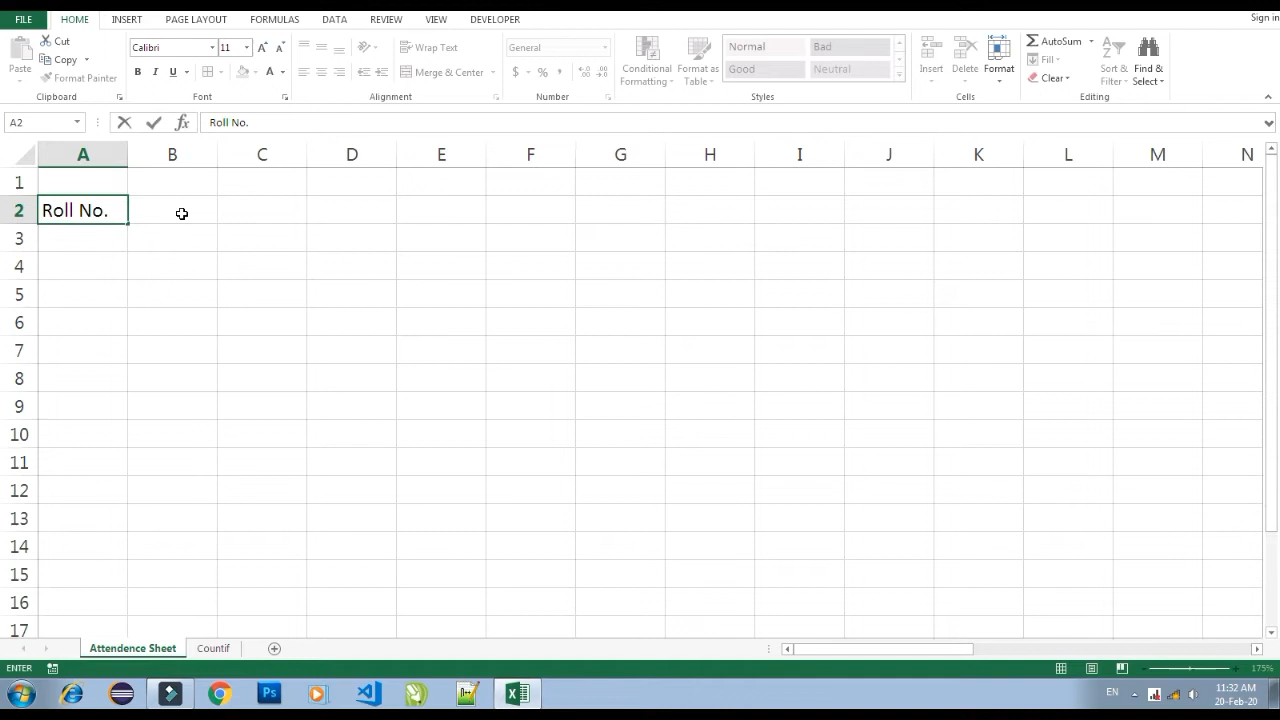 FILE HOME INSERT PAGE LAYOUT FORMULAS DATA REVIEW VIEW DEVELOPER Sign in
Cut Calibri 11 Wrap Text General Normal Bad AutoSum
Copy
Paste Format Painter B I U Merge & Center $ % Conditional Formatting Format as Table Good Neutral Insert Delete Format Fill Clear Sort & Filter Find & Select
Clipboard Font Alignment Number Styles Cells Editing
A2 fx Roll No.
A B C D E F G H I J K L M N
1
2 Roll No.
3
4
5
6
7
8
9
10
11
12
13
14
15
16
17
Attendence Sheet Countif
ENTER 175%
EN 11:32 AM
20-Feb-20